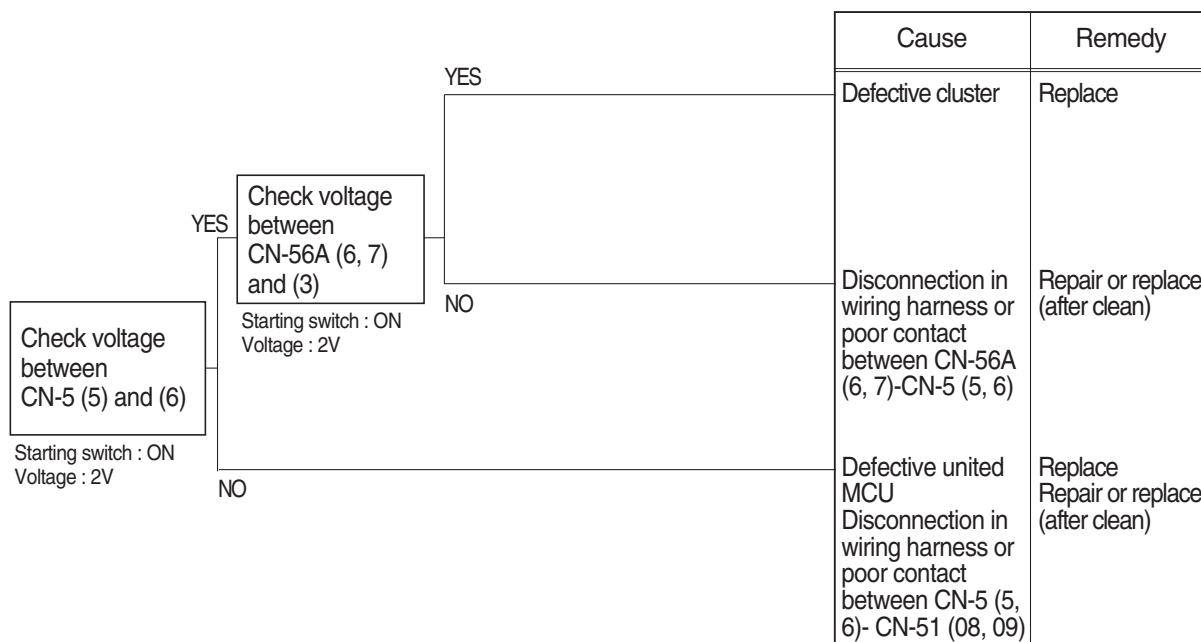 Cause
Remedy
YES
Defective cluster
Replace
Check voltage
between
CN-56A (6, 7)
and (3)
YES
Starting switch : ON
Voltage : 2V
NO
Disconnection in
wiring harness or
poor contact
between CN-56A
(6, 7)-CN-5 (5, 6)
Repair or replace
(after clean)
Check voltage
between
CN-5 (5) and (6)
Starting switch : ON
Voltage : 2V
NO
Defective united
MCU
Disconnection in
wiring harness or
poor contact
between CN-5 (5,
6)- CN-51 (08, 09)
Replace
Repair or replace
(after clean)